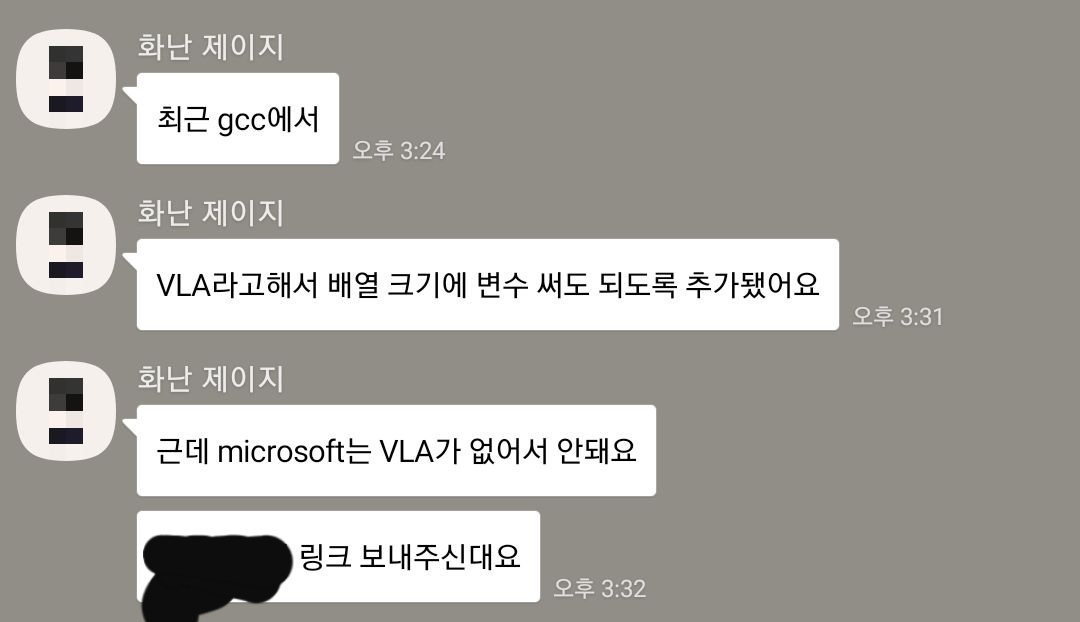 화난 제이지
최근 gcc에서
오후 3:24
화난 제이지
VLA라고해서 배열 크기에 변수 써도 되도록 추가됐어요
오후 3:31
화난 제이지
근데 microsoft는 VLA가 없어서 안돼요
링크 보내주신대요
오후 3:32